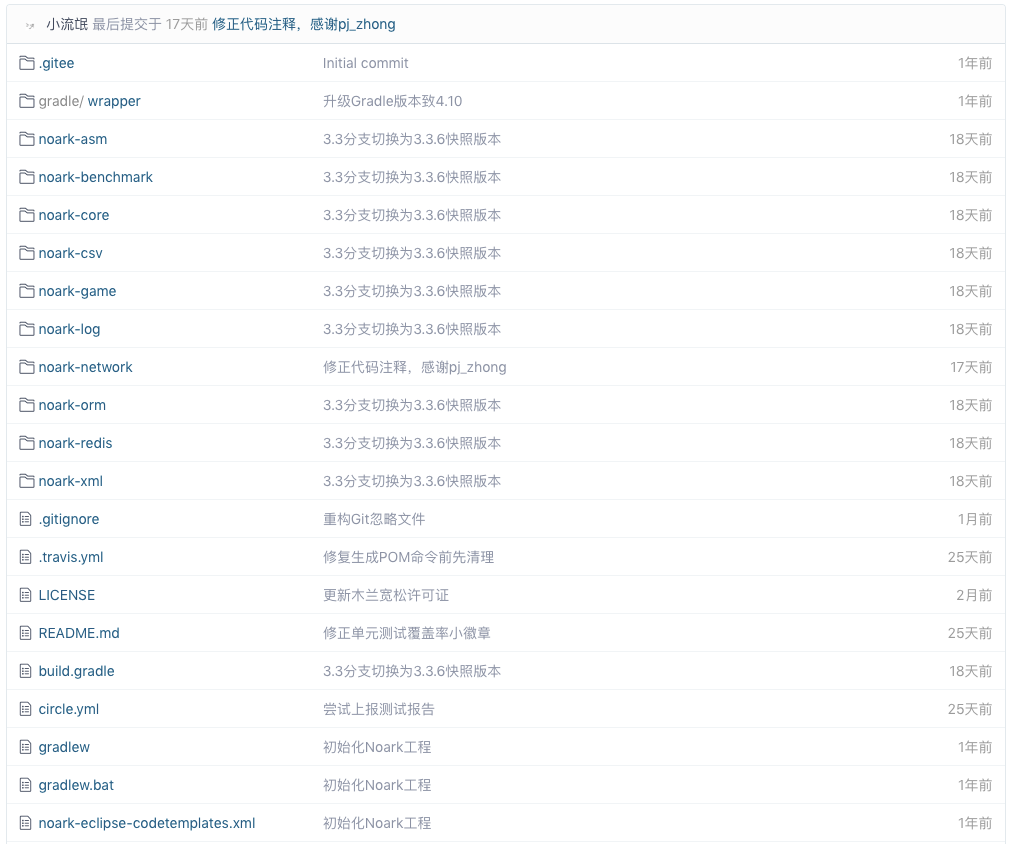 小流氓 最后提交于 17天前 修正代码注释，感谢pj_zhong
.gitee Initial commit 1年前
gradle/ wrapper 升级Gradle版本致4.10 1年前
noark-asm 3.3分支切换为3.3.6快照版本 18天前
noark-benchmark 3.3分支切换为3.3.6快照版本 18天前
noark-core 3.3分支切换为3.3.6快照版本 18天前
noark-csv 3.3分支切换为3.3.6快照版本 18天前
noark-game 3.3分支切换为3.3.6快照版本 18天前
noark-log 3.3分支切换为3.3.6快照版本 18天前
noark-network 修正代码注释，感谢pj_zhong 17天前
noark-orm 3.3分支切换为3.3.6快照版本 18天前
noark-redis 3.3分支切换为3.3.6快照版本 18天前
noark-xml 3.3分支切换为3.3.6快照版本 18天前
.gitignore 重构Git忽略文件 1月前
.travis.yml 修复生成POM命令前先清理 25天前
LICENSE 更新木兰宽松许可证 2月前
README.md 修正单元测试覆盖率小徽章 25天前
build.gradle 3.3分支切换为3.3.6快照版本 18天前
circle.yml 尝试上报测试报告 25天前
gradlew 初始化Noark工程 1年前
gradlew.bat 初始化Noark工程 1年前
noark-eclipse-codetemplates.xml 初始化Noark工程 1年前